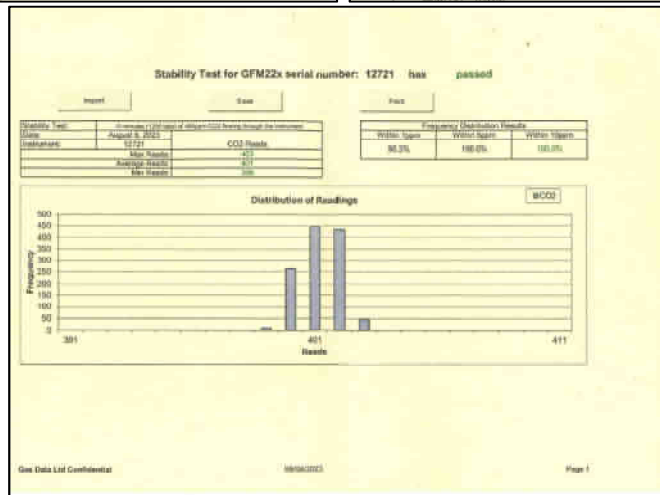 Stability Test for GFM22x serial number: 12721 has passed
Import Save Print
Stability Test:
Date: August 8, 2023
Instrument: 12721 CO2 Reads
Max Reads: 403
Average Reads: 401
Min Reads:
Frequency Distribution Results
Within 1ppm Within 5ppm Within 10ppm
100.0% 100.0%
Distribution of Readings
CO2
Frequency
500
450
400
350
300
250
200
150
100
50
0
391 401 411
Reads
Gas Data Ltd Confidential Page 1